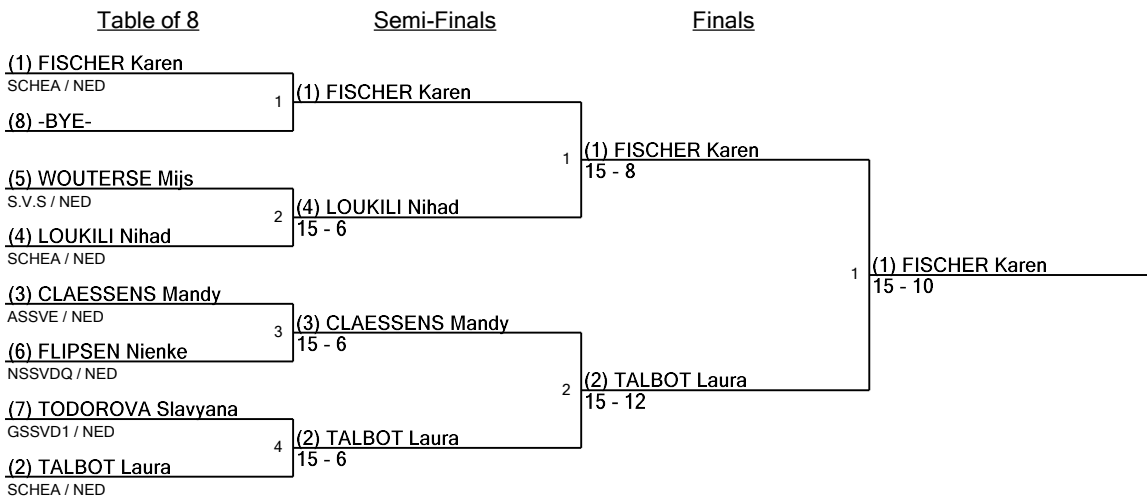 Table of 8
Semi-Finals
Finals
(1) FISCHER Karen
SCHEA / NED
1
(8) -BYE-
(5) WOUTERSE Mijs
S.V.S / NED
2
(4) LOUKILI Nihad
SCHEA / NED
(3) CLAESSENS Mandy
ASSVE / NED
3
(6) FLIPSEN Nienke
NSSVDQ / NED
(7) TODOROVA Slavyana
GSSVD1 / NED
4
(2) TALBOT Laura
SCHEA / NED
(1) FISCHER Karen
1
(4) LOUKILI Nihad
15 - 6
(3) CLAESSENS Mandy
15 - 6
2
(2) TALBOT Laura
15 - 6
(1) FISCHER Karen
15 - 8
1
(2) TALBOT Laura
15 - 12
(1) FISCHER Karen
15 - 10